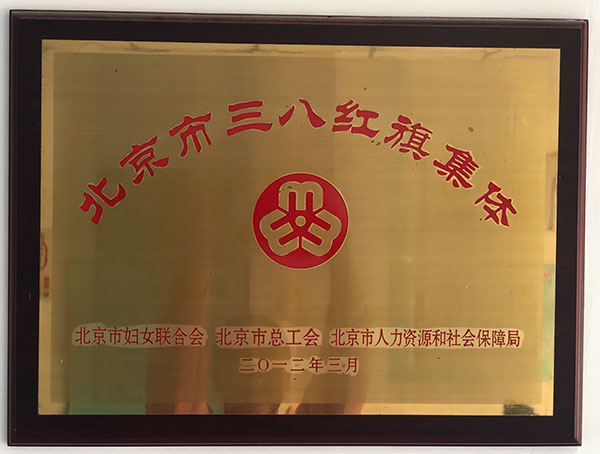 北京市三八红旗集体
北京市妇女联合会 北京市总工会 北京市人力资源和社会保障局
二〇一二年三月